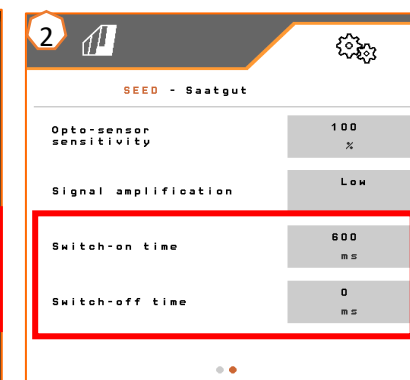 2
SEED - Saatgut
Opto-sensor
sensitivity
100
%
Signal amplification
Low
Switch-on time
600
ms
Switch-off time
0
ms